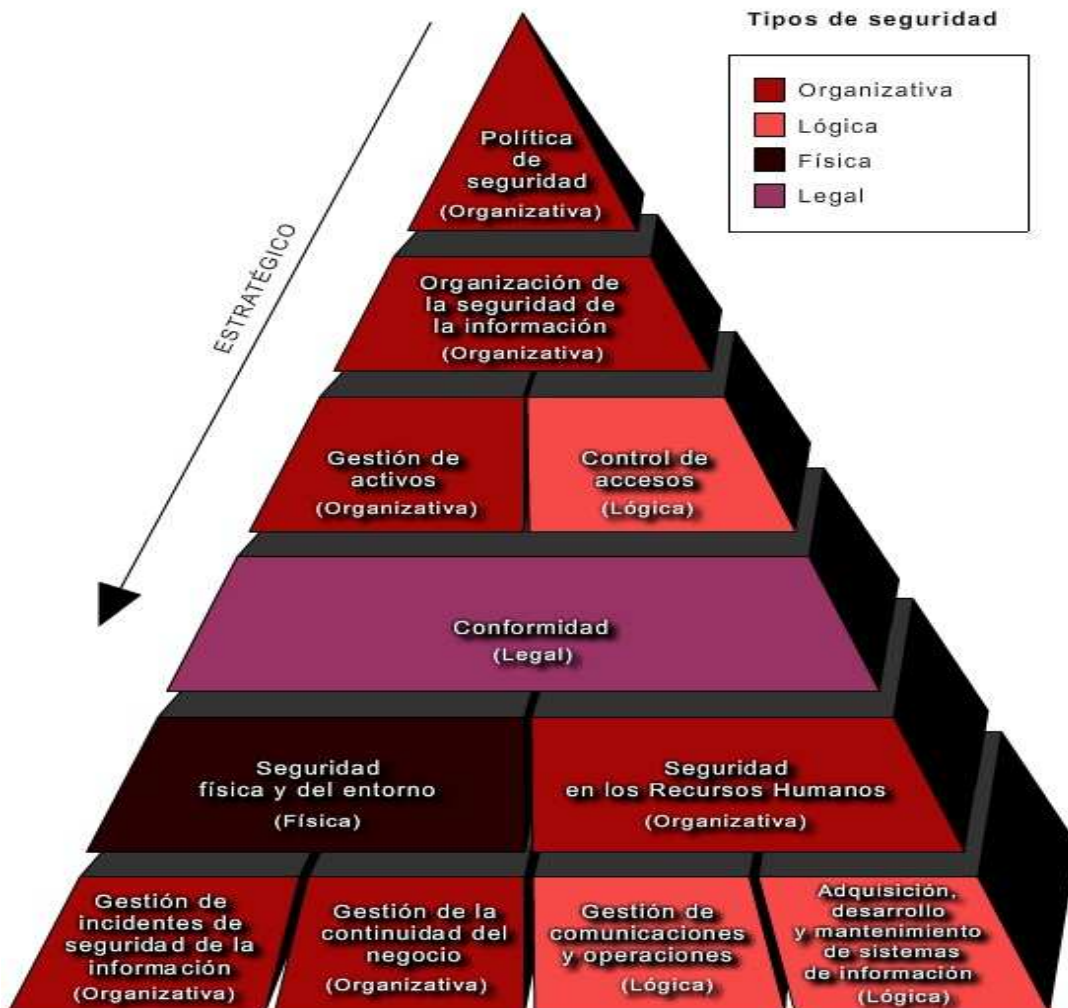 Tipos de seguridad
Organizativa
Lógica
Física
Legal
ESTRATÉGICO
Política
de
seguridad
(Organizativa)
Organización de
la seguridad de
la información
(Organizativa)
Gestión de
activos
(Organizativa)
Control de
accesos
(Lógica)
Conformidad
(Legal)
Seguridad
física y del entorno
(Física)
Seguridad
en los Recursos Humanos
(Organizativa)
Gestión de
incidentes de
seguridad de la
información
(Organizativa)
Gestión de la
continuidad del
negocio
(Organizativa)
Gestión de
comunicaciones
y operaciones
(Lógica)
Adquisición,
desarrollo
y mantenimiento
de sistemas
de información
(Lógica)